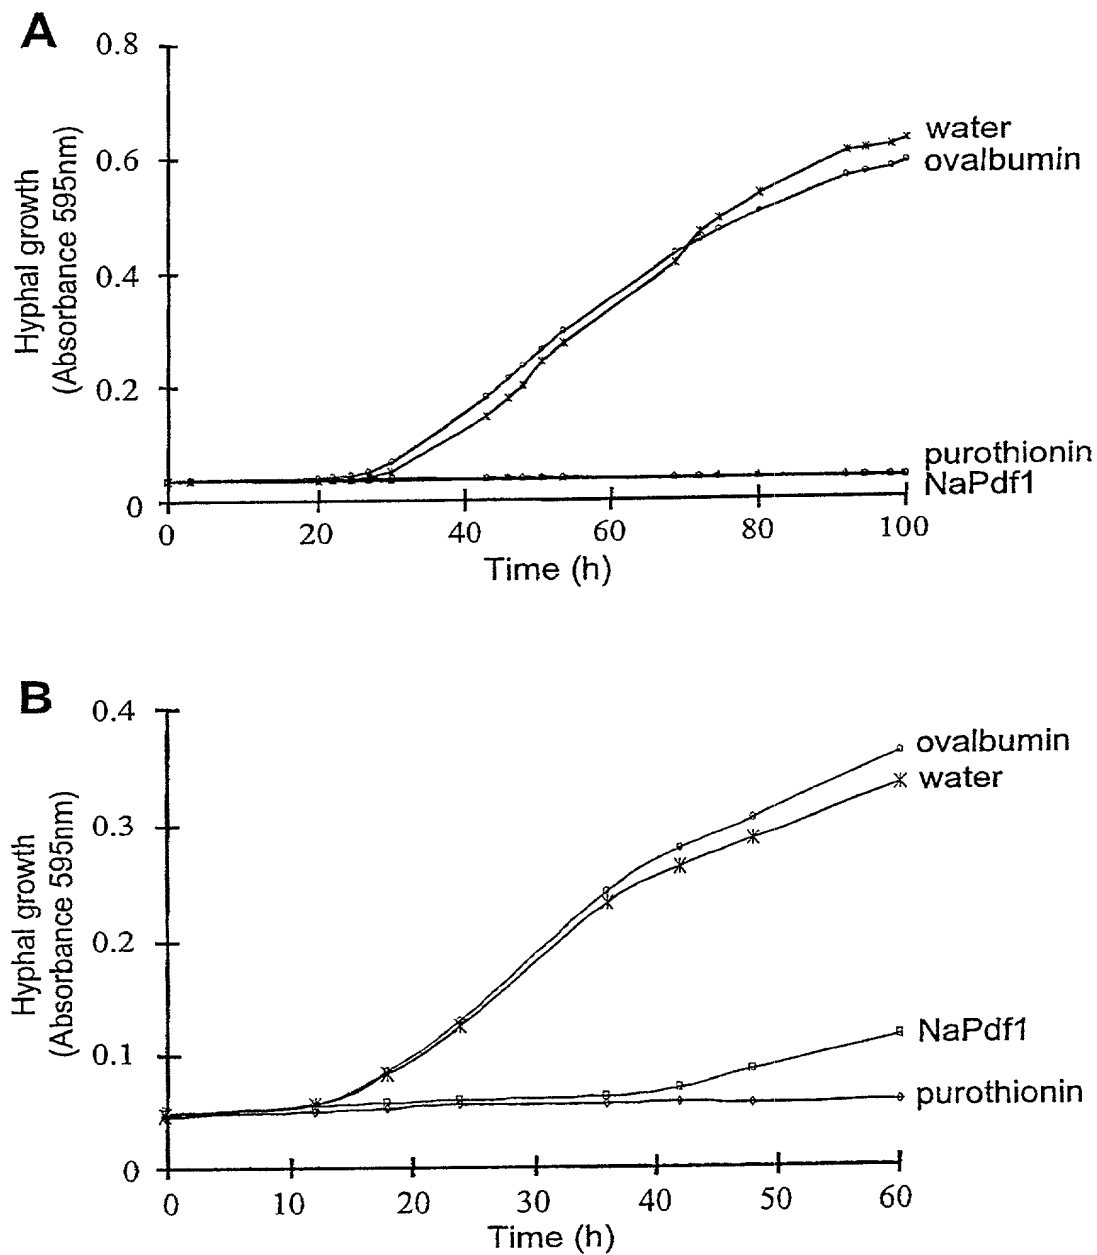 A
0.8
0.6
0.4
0.2
0
Hyphal growth
(Absorbance 595nm)
water
ovalbumin
purothionin
NaPdf1
0 20 40 60 80 100
Time (h)
B
0.4
0.3
0.2
0.1
0
Hyphal growth
(Absorbance 595nm)
ovalbumin
water
NaPdf1
purothionin
0 10 20 30 40 50 60
Time (h)